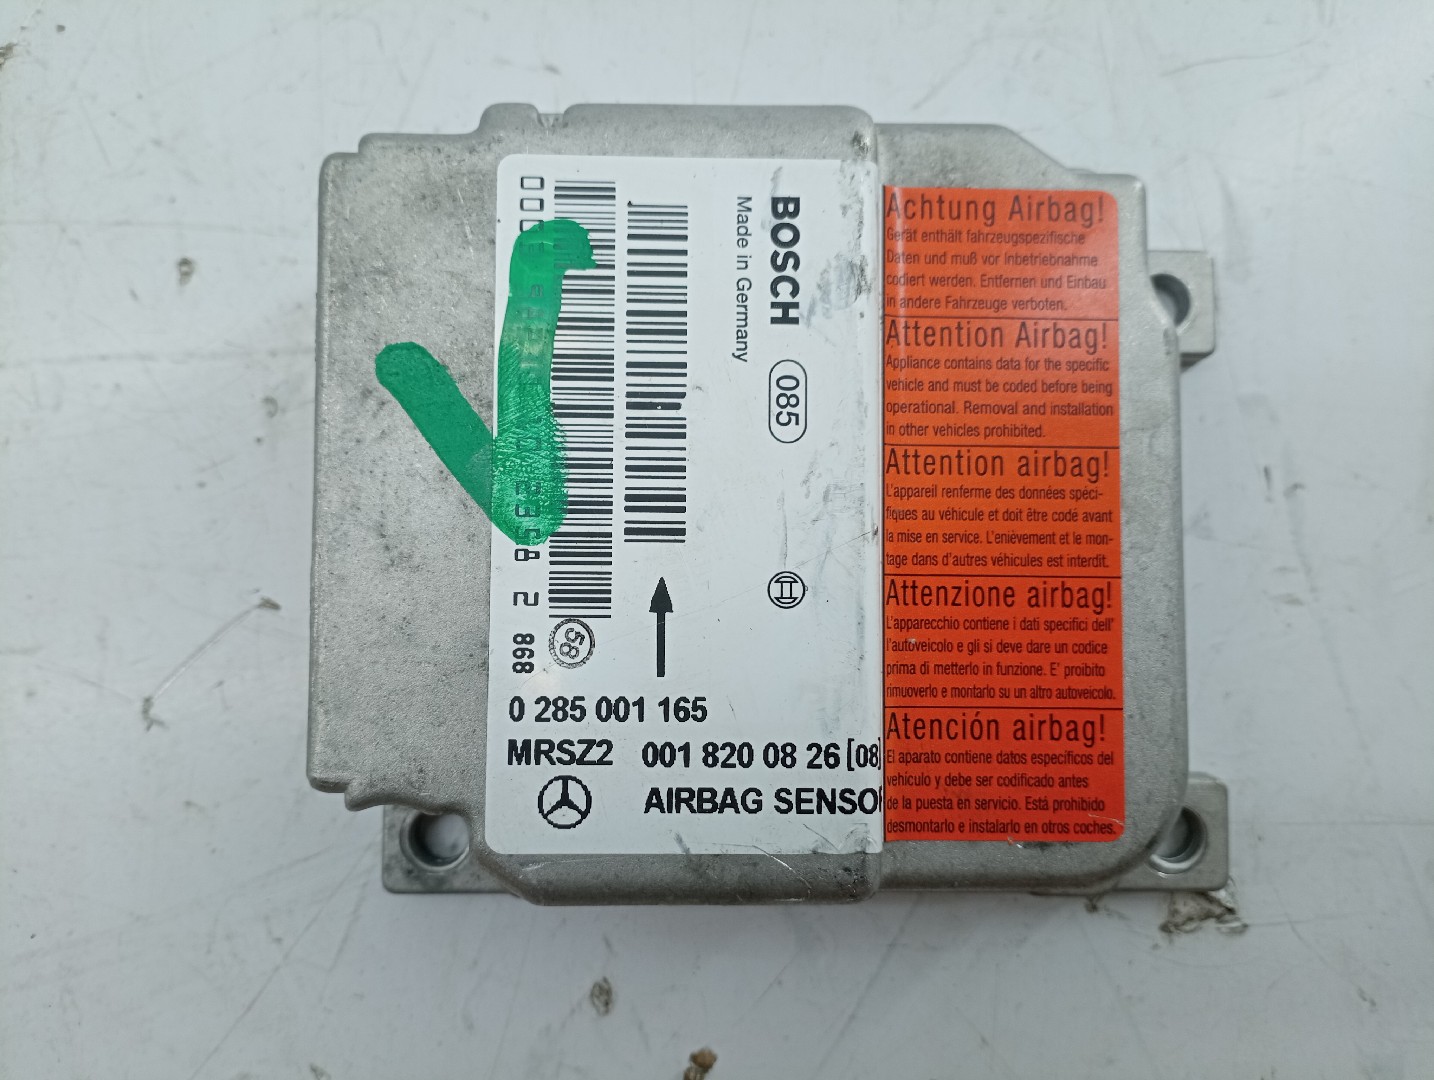 BOSCH
Made in Germany
085
58
2
868
0 285 001 165
MRSZ2 001 820 08 26 [08]
AIRBAG SENSO
Achtung Airbag!
Gerät enthält fahrzeugspezifische
Daten und muß vor Inbetriebnahme
codiert werden. Entfernen und Einbau
in andere Fahrzeuge verboten.
Attention Airbag!
Appliance contains data for the specific
vehicle and must be coded before being
operational. Removal and installation
in other vehicles prohibited.
Attention airbag!
L'appareil renferme des données spéci-
fiques au véhicule et doit être codé avant
la mise en service. L'enièvement et le mon-
tage dans d'autres véhicules est interdit.
Attenzione airbag!
L'apparecchio contiene i dati specifici dell'
l'autoveicolo e gli si deve dare un codice
prima di metterlo in funzione. E' proibito
rimuoverlo e montarlo su un altro autoveicolo.
Atención airbag!
El aparato contiene datos específicos del
vehículo y debe ser codificado antes
de la puesta en servicio. Está prohibido
desmontarlo e instalarlo en otros coches.